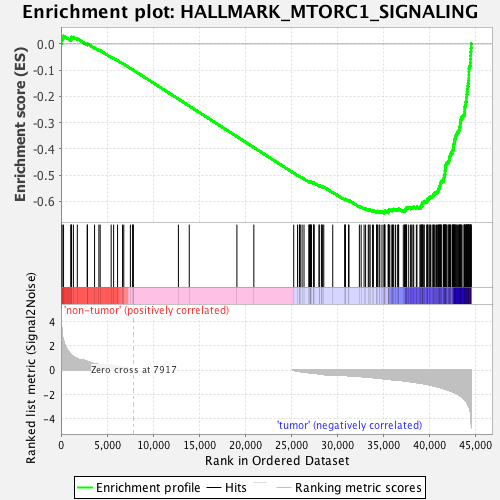 Enrichment plot: HALLMARK_MTORC1_SIGNALING
Enrichment score (ES)
0.0
-0.1
-0.2
-0.3
-0.4
-0.5
-0.6
'non-tumor' (positively correlated)
Ranked list metric (Signal2Noise)
4
2
0
-2
-4
Zero cross at 7917
'tumor' (negatively correlated)
0
5,000
10,000
15,000
20,000
25,000
30,000
35,000
40,000
45,000
Rank in Ordered Dataset
Enrichment profile
Hits
Ranking metric scores